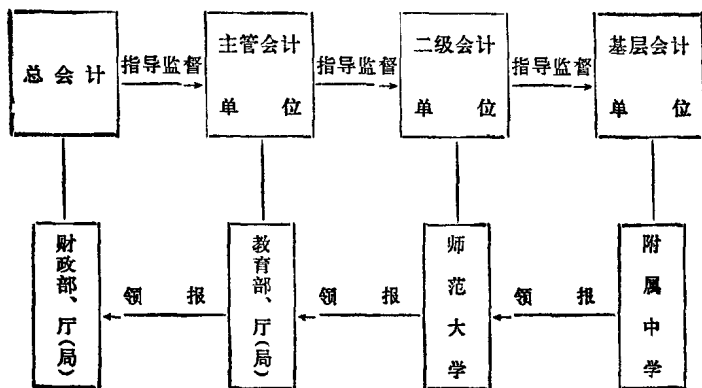 总会计
指导监督
主管会计
单位
指导监督
二级会计
单位
指导监督
基层会计
单位
财政部、厅(局)
领报
教育部、厅(局)
领报
师范大学
领报
附属中学